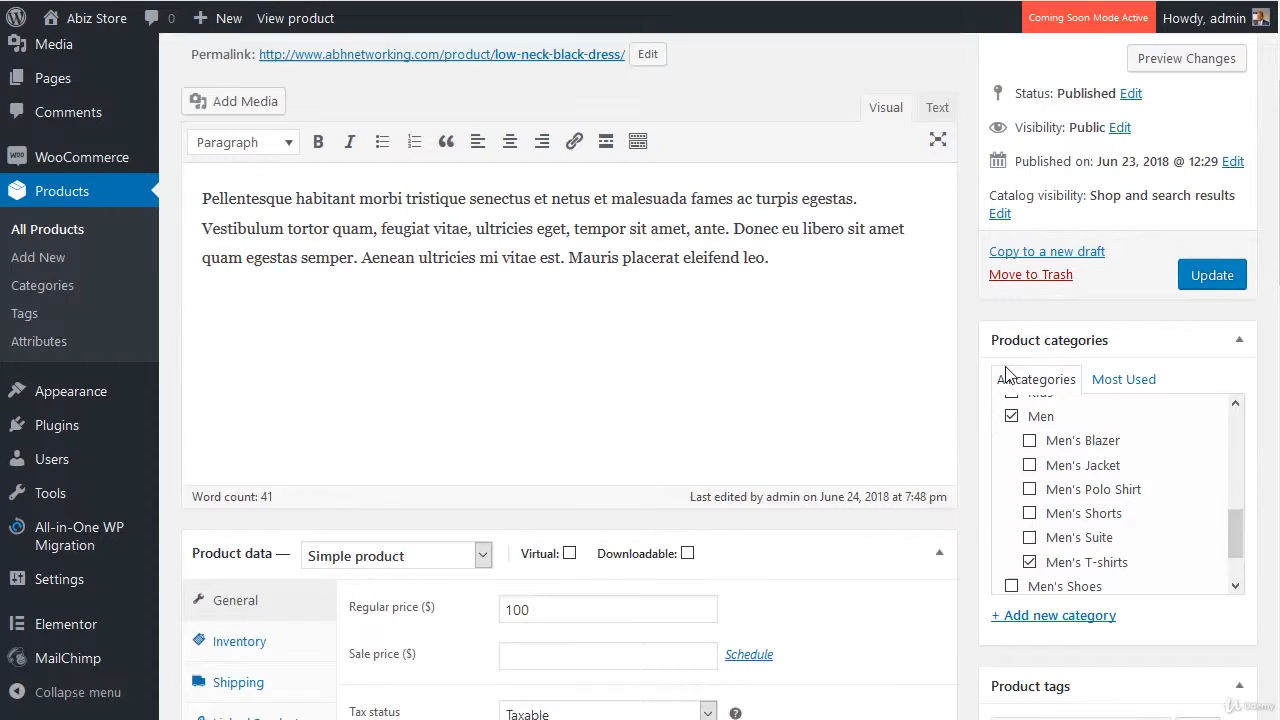 Abiz Store
0
New
View product
Coming Soon Mode Active
Howdy, admin
Media
Pages
Comments
WooCommerce
Products
All Products
Add New
Categories
Tags
Attributes
Appearance
Plugins
Users
Tools
All-in-One WP
Migration
Settings
Elementor
MailChimp
Collapse menu
Permalink: http://www.abhnetworking.com/product/low-neck-black-dress/ Edit
Add Media
Visual
Text
Paragraph
Pellentesque habitant morbi tristique senectus et netus et malesuada fames ac turpis egestas.
Vestibulum tortor quam, feugiat vitae, ultricies eget, tempor sit amet, ante. Donec eu libero sit amet
quam egestas semper. Aenean ultricies mi vitae est. Mauris placerat eleifend leo.
Word count: 41
Last edited by admin on June 24, 2018 at 7:48 pm
Product data —
Simple product
Virtual:
Downloadable:
General
Inventory
Shipping
Regular price ($)
100
Sale price ($)
Schedule
Tax status
Taxable
Preview Changes
Status: Published Edit
Visibility: Public Edit
Published on: Jun 23, 2018 @ 12:29 Edit
Catalog visibility: Shop and search results
Edit
Copy to a new draft
Move to Trash
Update
Product categories
All categories
Most Used
Men
Men's Blazer
Men's Jacket
Men's Polo Shirt
Men's Shorts
Men's Suite
Men's T-shirts
Men's Shoes
+ Add new category
Product tags
Udemy